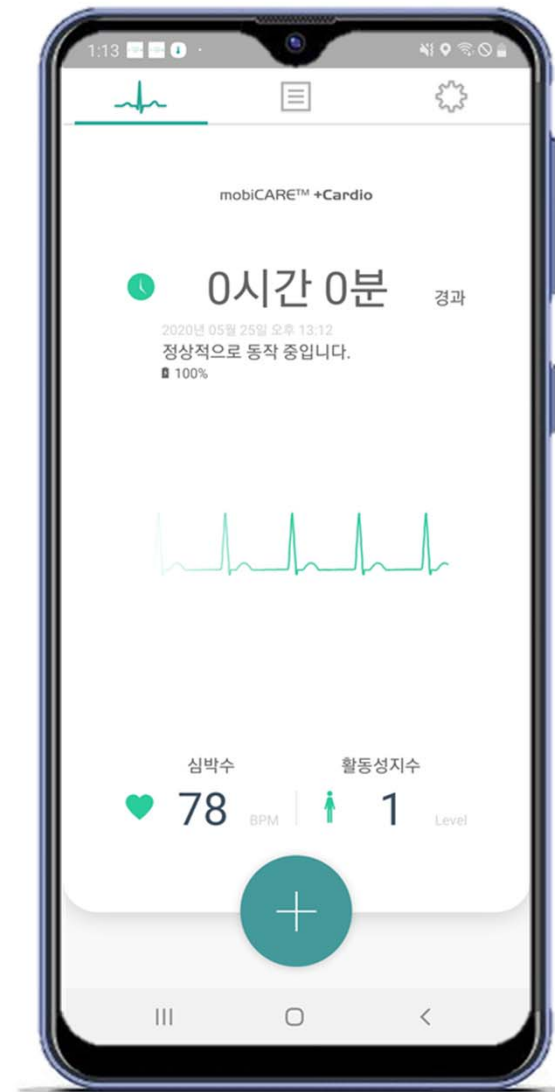 1:13
mobiCARE™ +Cardio
0시간 0분 경과
2020년 05월 25일 오후 13:12
정상적으로 동작 중입니다.
100%
심박수 활동성지수
78 BPM 1 Level